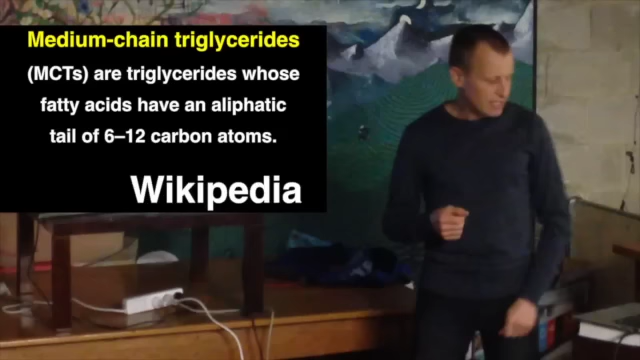 Medium-chain triglycerides
(MCTs) are triglycerides whose
fatty acids have an aliphatic
tail of 6–12 carbon atoms.
Wikipedia